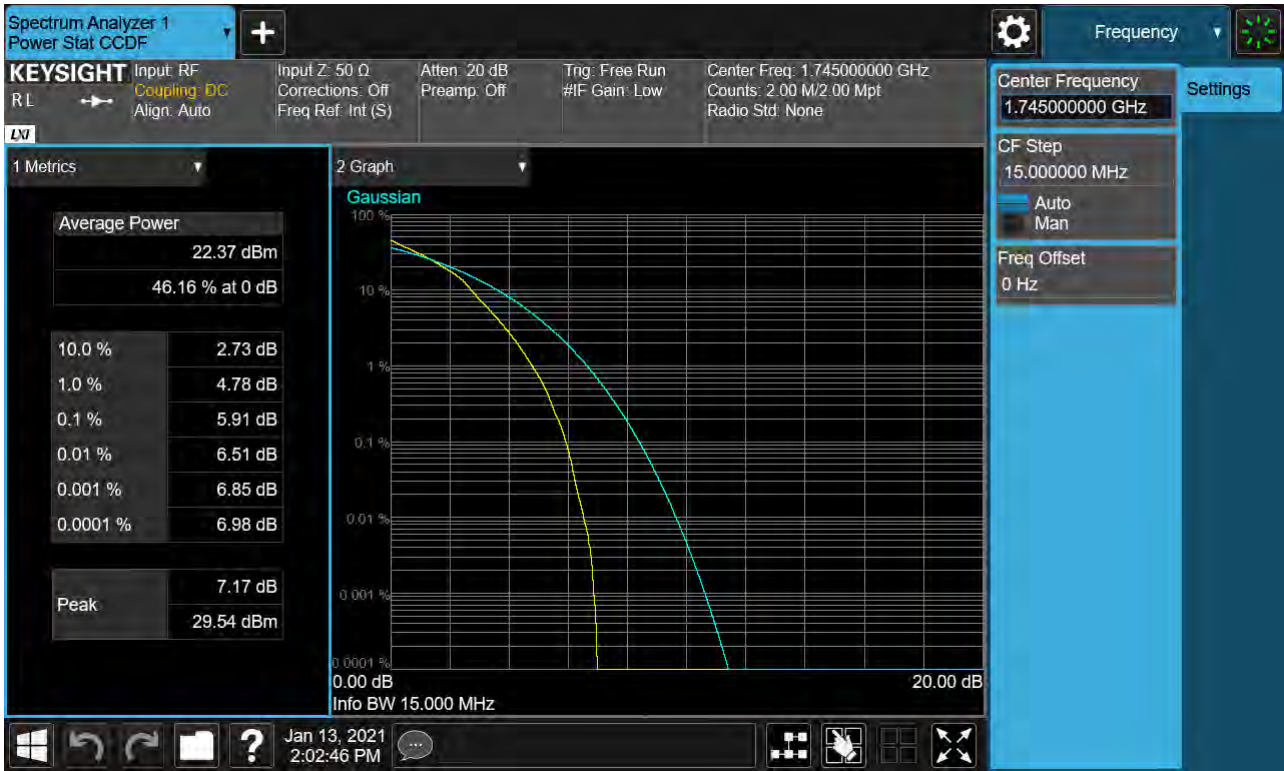 Spectrum Analyzer 1
Power Stat CCDF
Frequency
KEYSIGHT
RL
LXI
Input: RF
Coupling: DC
Align: Auto
Input Z: 50 Ω
Corrections: Off
Freq Ref: Int (S)
Atten: 20 dB
Preamp: Off
Trig: Free Run
#IF Gain: Low
Center Freq: 1.745000000 GHz
Counts: 2.00 M/2.00 Mpt
Radio Std: None
Center Frequency
1.745000000 GHz
Settings
CF Step
15.000000 MHz
Auto
Man
Freq Offset
0 Hz
1 Metrics
Average Power
22.37 dBm
46.16 % at 0 dB
10.0 % 2.73 dB
1.0 % 4.78 dB
0.1 % 5.91 dB
0.01 % 6.51 dB
0.001 % 6.85 dB
0.0001 % 6.98 dB
Peak
7.17 dB
29.54 dBm
2 Graph
Gaussian
100 %
10 %
1 %
0.1 %
0.01 %
0.001 %
0.0001 %
0.00 dB 20.00 dB
Info BW 15.000 MHz
?
Jan 13, 2021
2:02:46 PM